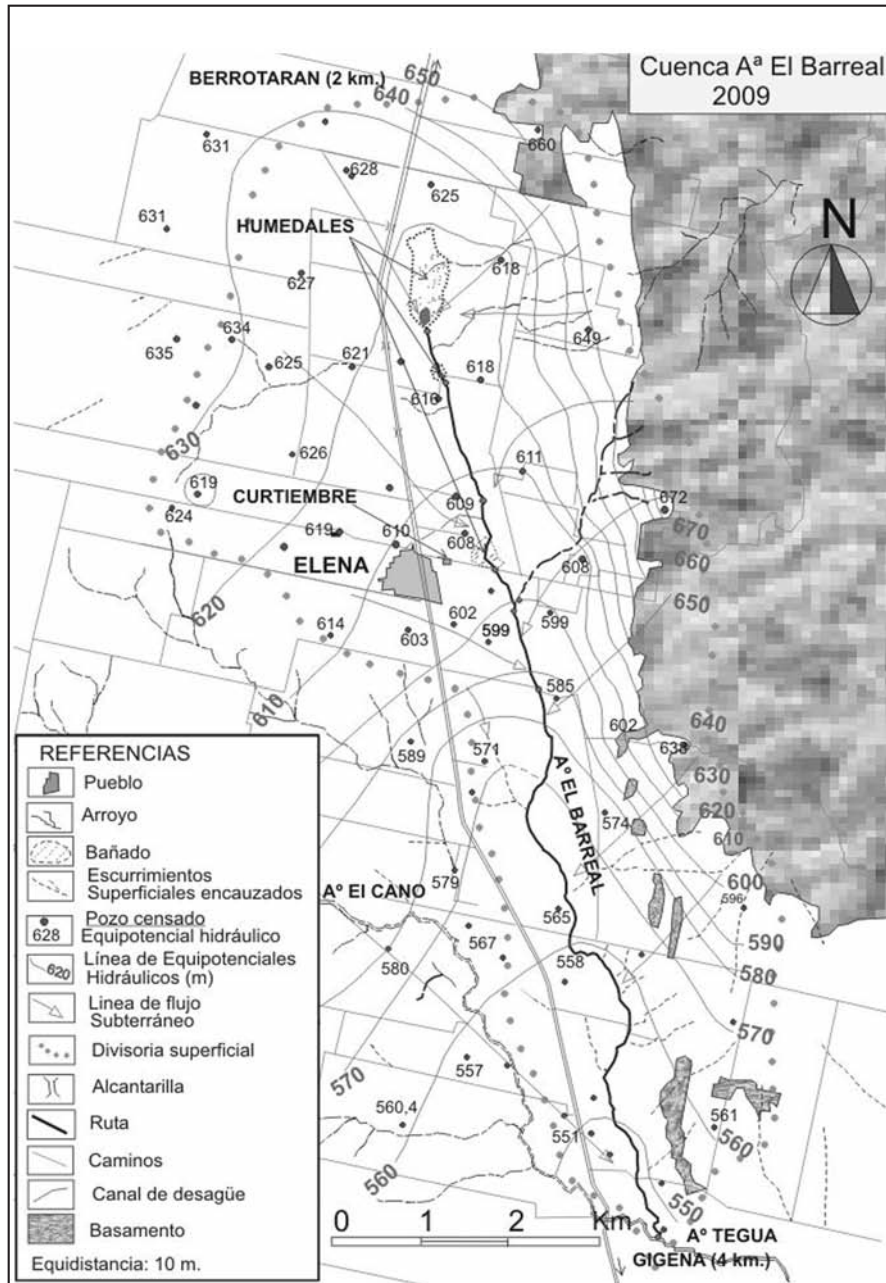 Cuenca Aª El Barreal
2009
BERROTARAN (2 km.)
650
640
660
631
628
625
631
HUMEDALES
N
618
627
649
635
634
625
621
618
616
630
626
611
619
CURTIEMBRE
609
672
624
619
610
608
670
ELENA
608
660
650
620
614
603
602
599
599
585
610
602
640
638
589
571
630
Aº EL BARREAL
574
620
610
579
600
Aº El CANO
596
565
567
590
558
580
580
570
557
570
560,4
561
551
560
560
550
0 1 2 Km
Aº TEGUA
GIGENA (4 km.)
REFERENCIAS
Pueblo
Arroyo
Bañado
Escurrimientos
Superficiales encauzados
Pozo censado
628 Equipotencial hidráulico
620 Línea de Equipotenciales
Hidráulicos (m)
Linea de flujo
Subterráneo
Divisoria superficial
Alcantarilla
Ruta
Caminos
Canal de desagüe
Basamento
Equidistancia: 10 m.